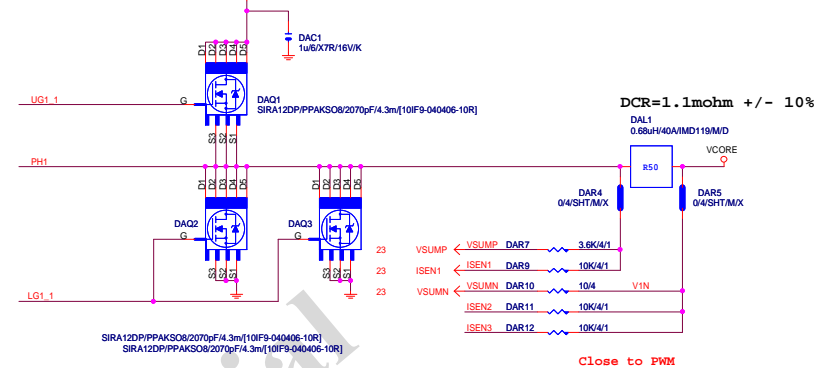 DAC1
1u/6/X7R/16V/K
D1
D2
D3
D4
D5
UG1_1
G
DAQ1
SIRA12DP/PPAKSO8/2070pF/4.3m/[10IF9-040406-10R]
S3
S2
S1
DCR=1.1mohm +/- 10%
DAL1
0.68uH/40A/IMD119/M/D
R50
VCORE
PH1
D1
D2
D3
D4
D5
D1
D2
D3
D4
D5
DAR4
0/4/SHT/M/X
DAR5
0/4/SHT/M/X
DAQ2
G
DAQ3
G
S3
S2
S1
S3
S2
S1
23 VSUMP VSUMP DAR7 3.6K/4/1
23 ISEN1 ISEN1 DAR9 10K/4/1
23 VSUMN VSUMN DAR10 10/4 V1N
ISEN2 DAR11 10K/4/1
ISEN3 DAR12 10K/4/1
LG1_1
SIRA12DP/PPAKSO8/2070pF/4.3m/[10IF9-040406-10R]
SIRA12DP/PPAKSO8/2070pF/4.3m/[10IF9-040406-10R]
Close to PWM